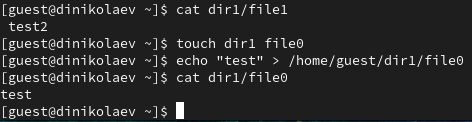 [guest@dinikolaev ~]$ cat dir1/file1
 test2
[guest@dinikolaev ~]$ touch dir1 file0
[guest@dinikolaev ~]$ echo "test" > /home/guest/dir1/file0
[guest@dinikolaev ~]$ cat dir1/file0
test
[guest@dinikolaev ~]$